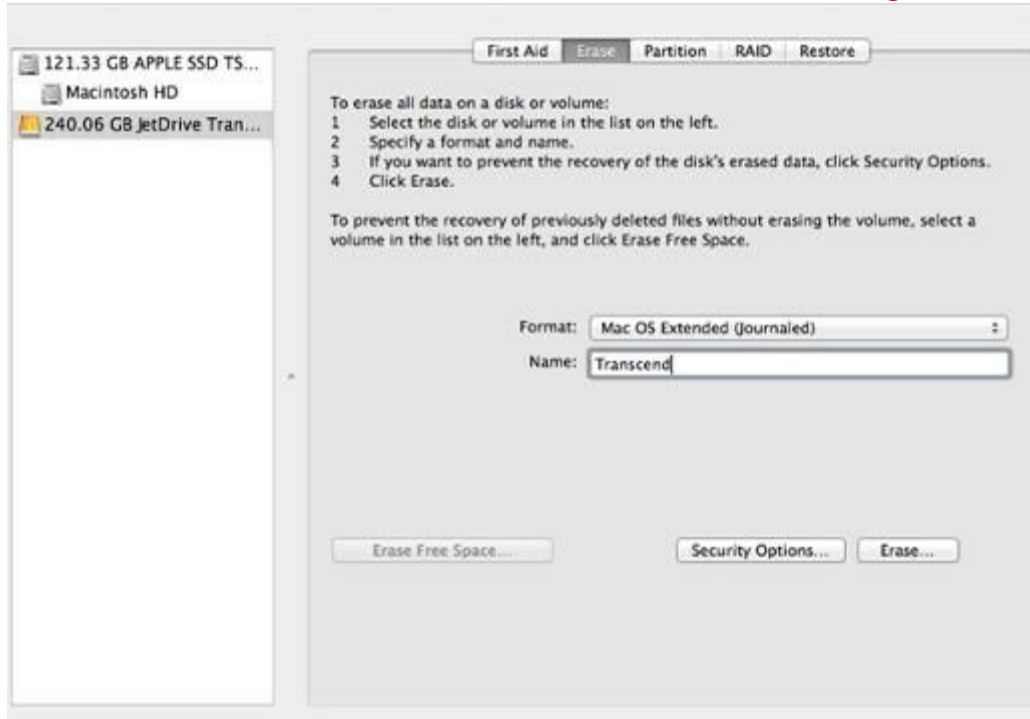 First Aid Erase Partition RAID Restore
121.33 GB APPLE SSD TS...
Macintosh HD
240.06 GB JetDrive Tran...
To erase all data on a disk or volume:
1 Select the disk or volume in the list on the left.
2 Specify a format and name.
3 If you want to prevent the recovery of the disk's erased data, click Security Options.
4 Click Erase.
To prevent the recovery of previously deleted files without erasing the volume, select a
volume in the list on the left, and click Erase Free Space.
Format: Mac OS Extended (Journaled)
Name: Transcend
Erase Free Space... Security Options... Erase...